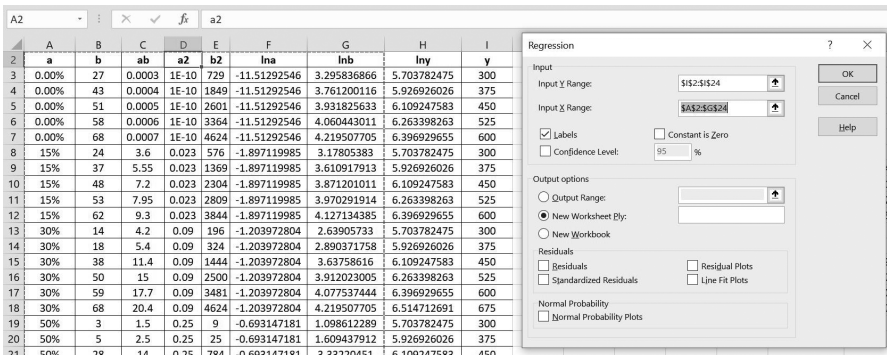 A2 fx a2
A B C D E F G H I
2 a b ab a2 b2 lna lnb lny y
3 0.00% 27 0.0003 1E-10 729 -11.51292546 3.295836866 5.703782475 300
4 0.00% 43 0.0004 1E-10 1849 -11.51292546 3.761200116 5.926926026 375
5 0.00% 51 0.0005 1E-10 2601 -11.51292546 3.931825633 6.109247583 450
6 0.00% 58 0.0006 1E-10 3364 -11.51292546 4.060443011 6.263398263 525
7 0.00% 68 0.0007 1E-10 4624 -11.51292546 4.219507705 6.396929655 600
8 15% 24 3.6 0.023 576 -1.897119985 3.17805383 5.703782475 300
9 15% 37 5.55 0.023 1369 -1.897119985 3.610917913 5.926926026 375
10 15% 48 7.2 0.023 2304 -1.897119985 3.871201011 6.109247583 450
11 15% 53 7.95 0.023 2809 -1.897119985 3.970291914 6.263398263 525
12 15% 62 9.3 0.023 3844 -1.897119985 4.127134385 6.396929655 600
13 30% 14 4.2 0.09 196 -1.203972804 2.63905733 5.703782475 300
14 30% 18 5.4 0.09 324 -1.203972804 2.890371758 5.926926026 375
15 30% 38 11.4 0.09 1444 -1.203972804 3.63758616 6.109247583 450
16 30% 50 15 0.09 2500 -1.203972804 3.912023005 6.263398263 525
17 30% 59 17.7 0.09 3481 -1.203972804 4.077537444 6.396929655 600
18 30% 68 20.4 0.09 4624 -1.203972804 4.219507705 6.514712691 675
19 50% 3 1.5 0.25 9 -0.693147181 1.098612289 5.703782475 300
20 50% 5 2.5 0.25 25 -0.693147181 1.609437912 5.926926026 375
21 50% 28 14 0.25 784 -0.693147181 3.33220451 6.109247583 450
Regression ? ×
Input
Input Y Range: $I$2:$I$24
Input X Range: $A$2:$G$24
Labels Constant is Zero
Confidence Level: 95 %
OK
Cancel
Help
Output options
Output Range:
New Worksheet Ply:
New Workbook
Residuals
Residuals Residual Plots
Standardized Residuals Line Fit Plots
Normal Probability
Normal Probability Plots